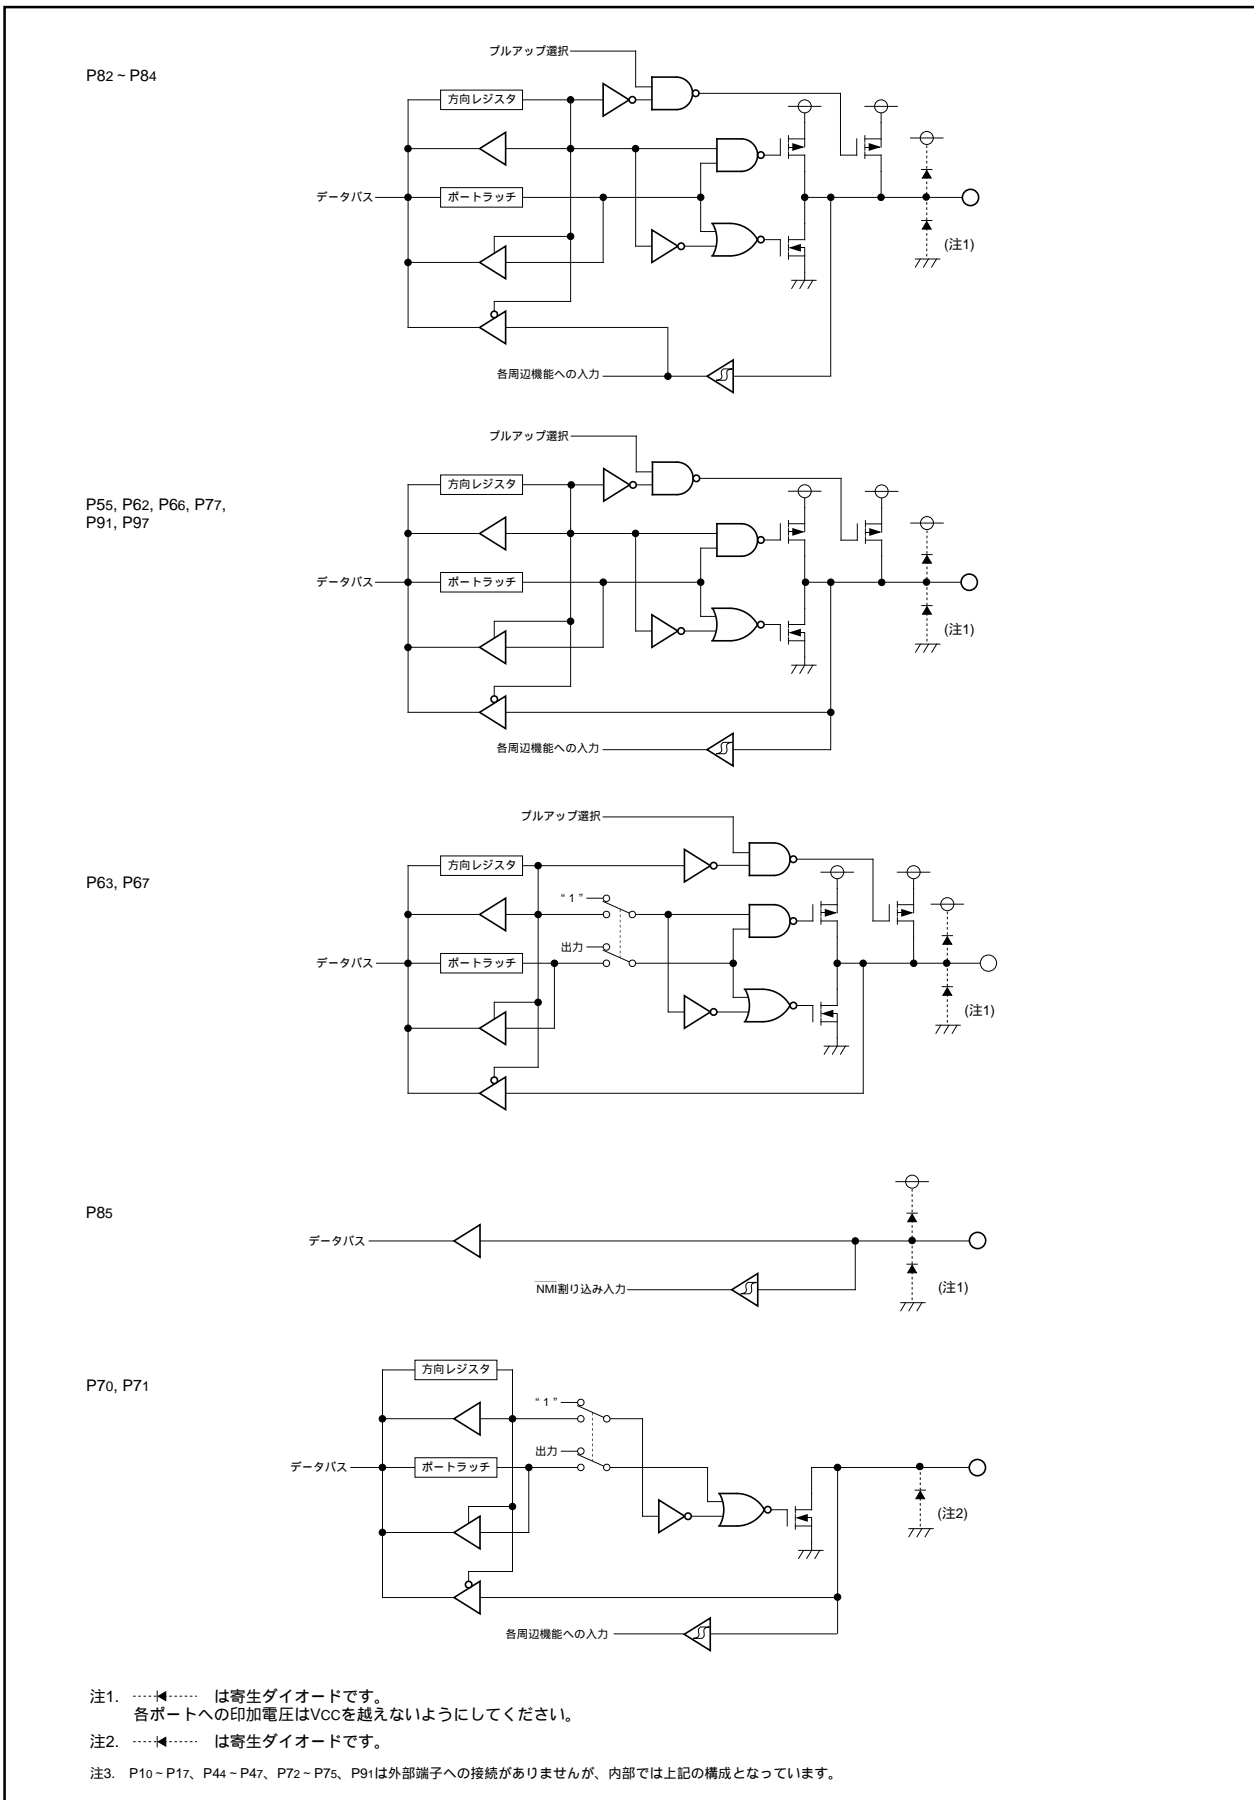 プルアップ選択
P82 ~ P84
方向レジスタ
データバス
ポートラッチ
(注1)
各周辺機能への入力
プルアップ選択
方向レジスタ
P55, P62, P66, P77,
P91, P97
データバス
ポートラッチ
(注1)
各周辺機能への入力
プルアップ選択
方向レジスタ
P63, P67
“1”
出力
データバス
ポートラッチ
(注1)
P85
データバス
NMI割り込み入力
(注1)
方向レジスタ
P70, P71
“1”
出力
データバス
ポートラッチ
(注2)
各周辺機能への入力
注1. は寄生ダイオードです。
各ポートへの印加電圧はVCCを越えないようにしてください。
注2. は寄生ダイオードです。
注3. P10~P17、P44~P47、P72~P75、P91は外部端子への接続がありませんが、内部では上記の構成となっています。